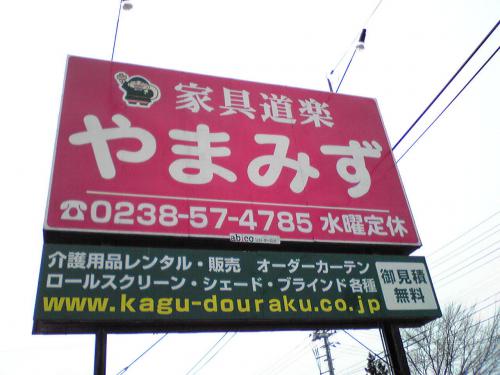 家具道楽
やまみず
☎0238-57-4785 水曜定休
abico
介護用品レンタル・販売 オーダーカーテン
ロールスクリーン・シェード・ブラインド各種
御見積
無料
www.kagu-douraku.co.jp